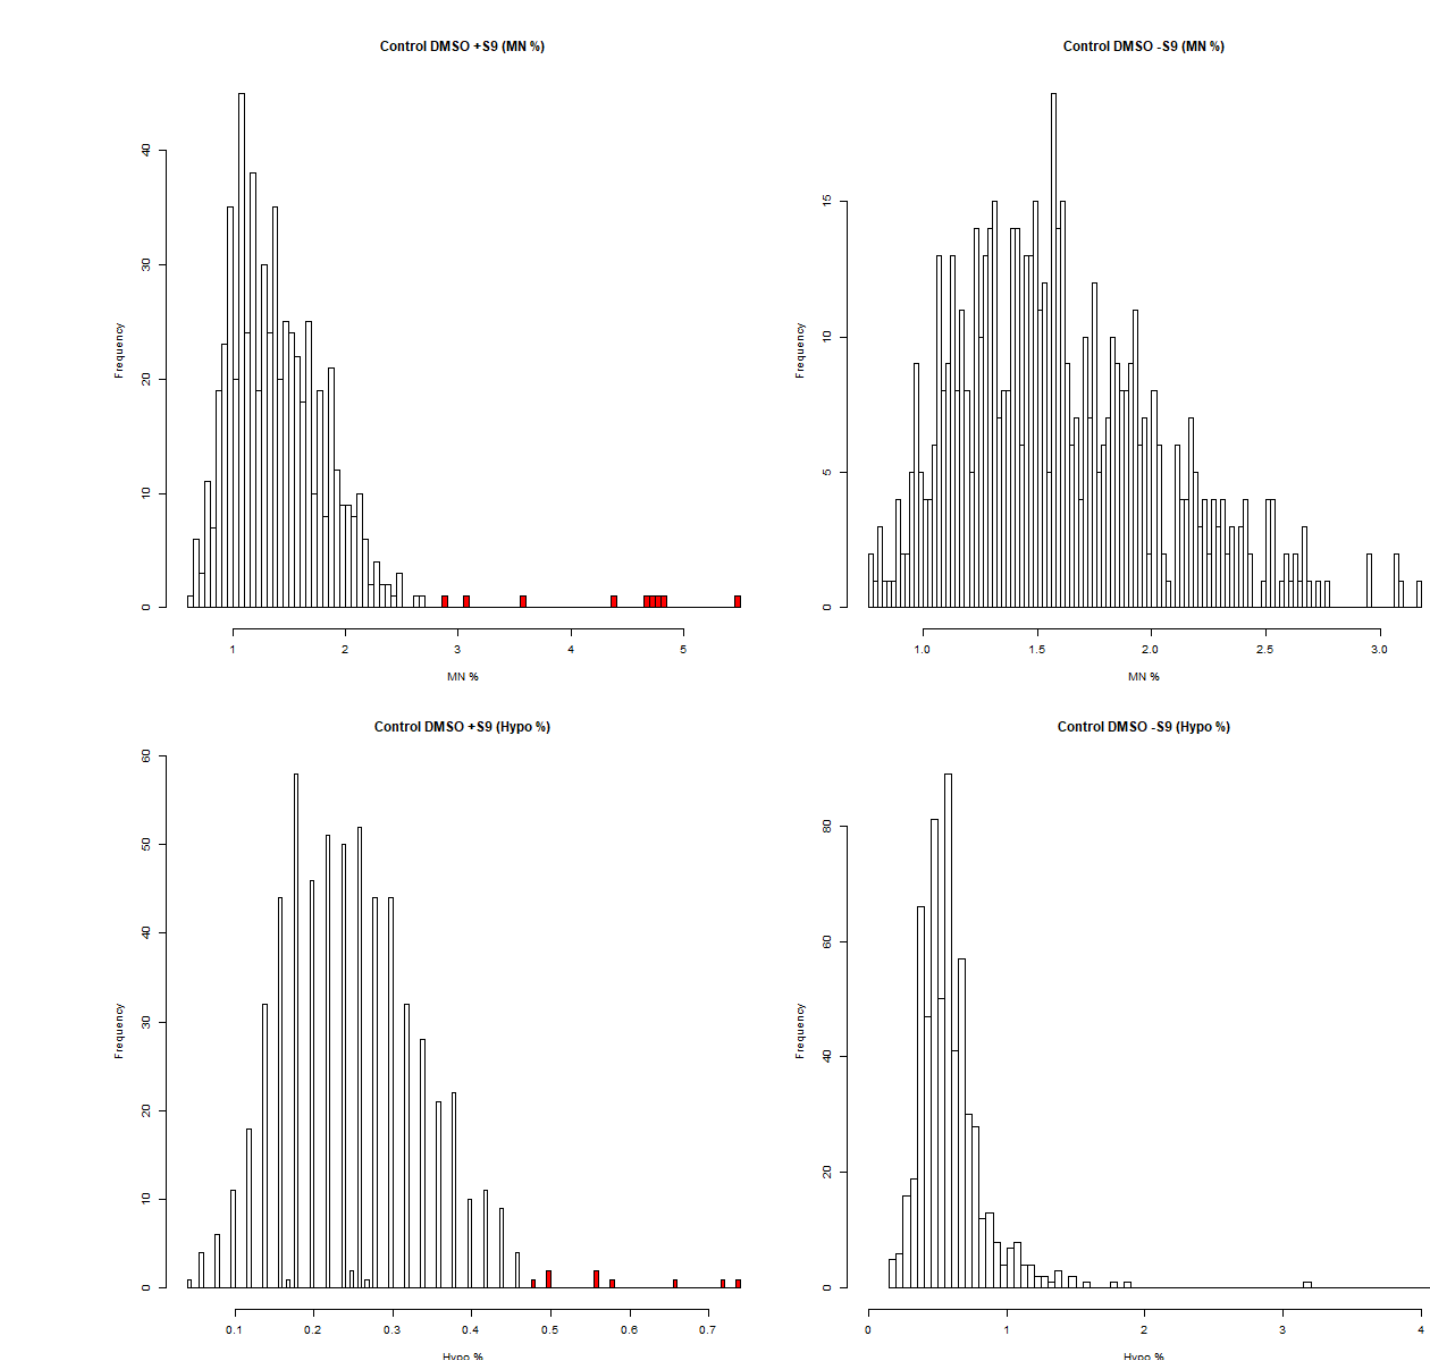 Control DMSO +S9 (MN %)
Frequency
0
10
20
30
40
1 2 3 4 5
MN %
Control DMSO -S9 (MN %)
Frequency
0
5
10
15
1.0 1.5 2.0 2.5 3.0
MN %
Control DMSO +S9 (Hypo %)
Frequency
0
10
20
30
40
50
60
0.1 0.2 0.3 0.4 0.5 0.6 0.7
Hypo %
Control DMSO -S9 (Hypo %)
Frequency
0
20
40
60
80
0 1 2 3 4
Hypo %